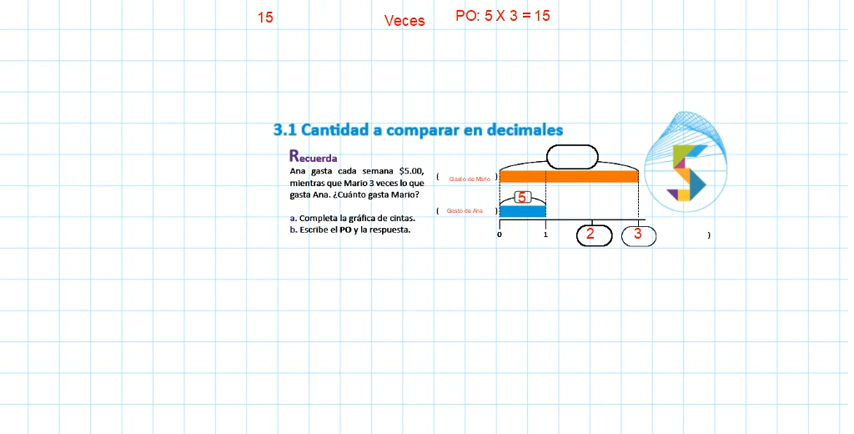 15
Veces
PO: 5 X 3 = 15
3.1 Cantidad a comparar en decimales
Recuerda
Ana gasta cada semana $5.00,
mientras que Mario 3 veces lo que
gasta Ana. ¿Cuánto gasta Mario?
a. Completa la gráfica de cintas.
b. Escribe el PO y la respuesta.
( Gasto de Mario )
5
( Gasto de Ana )
0 1 2 3 )